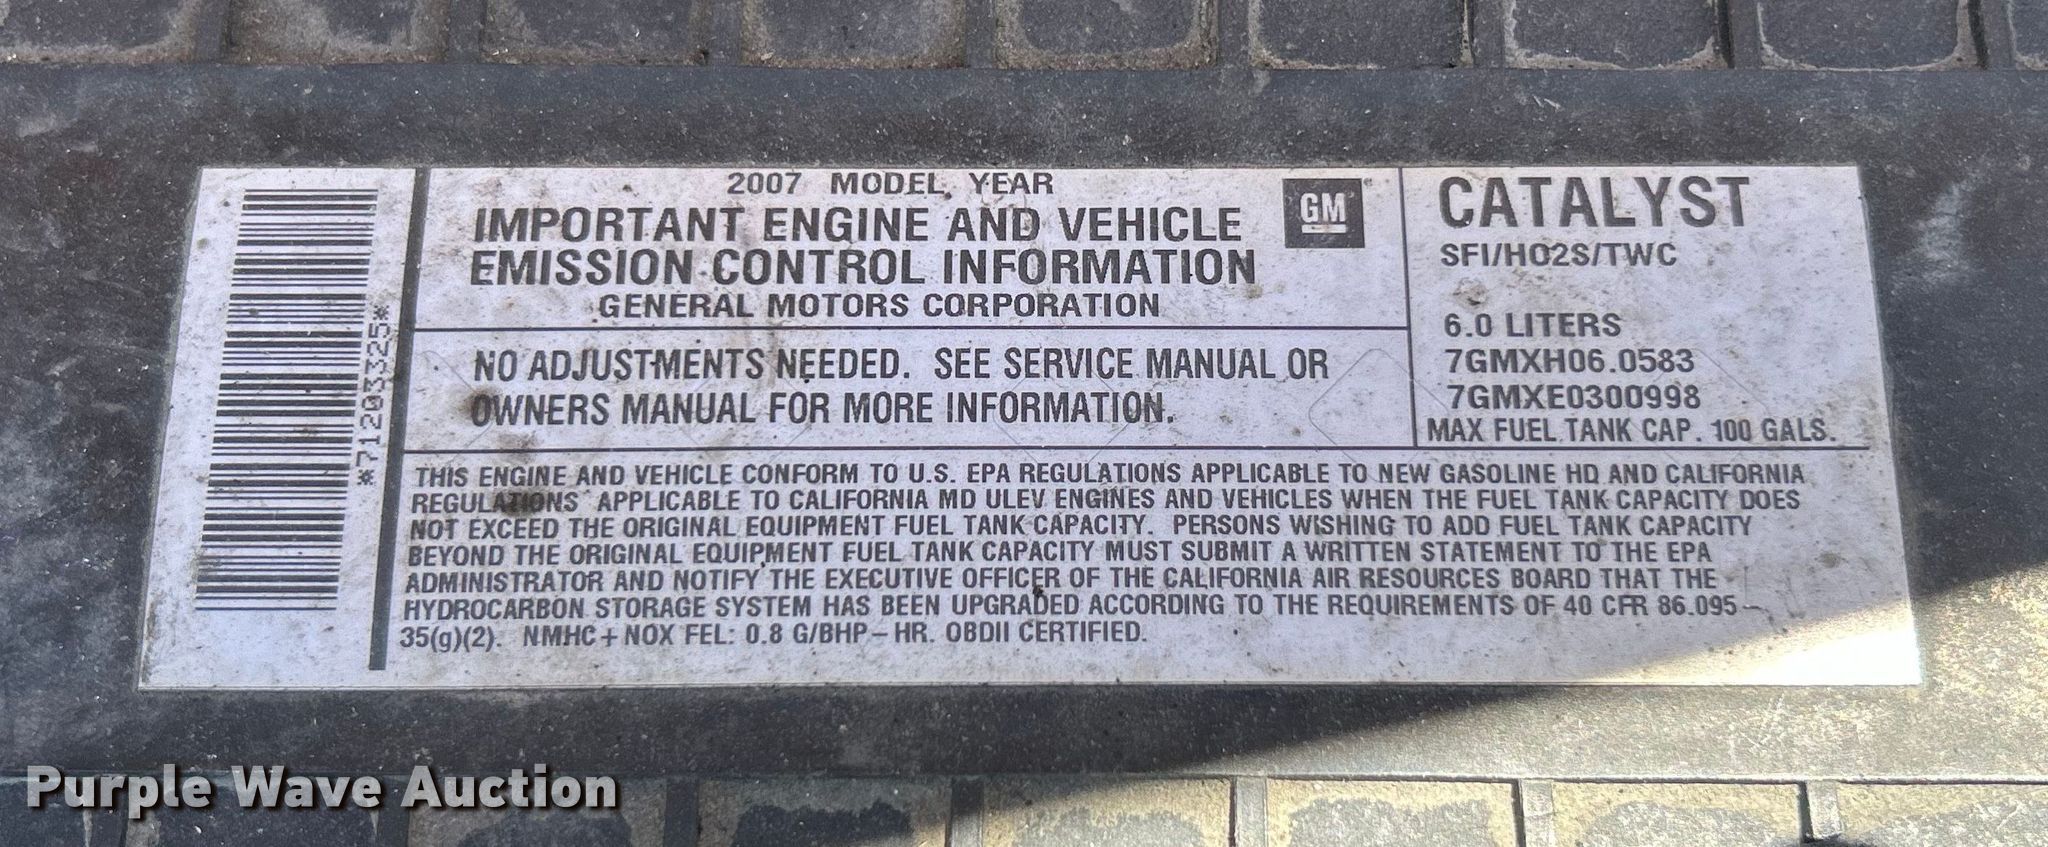 *712033325*
2007 MODEL YEAR
IMPORTANT ENGINE AND VEHICLE
EMISSION CONTROL INFORMATION
GENERAL MOTORS CORPORATION
GM
NO ADJUSTMENTS NEEDED. SEE SERVICE MANUAL OR
OWNERS MANUAL FOR MORE INFORMATION.
CATALYST
SFI/HO2S/TWC
6.0 LITERS
7GMXH06.0583
7GMXE0300998
MAX FUEL TANK CAP. 100 GALS.
THIS ENGINE AND VEHICLE CONFORM TO U.S. EPA REGULATIONS APPLICABLE TO NEW GASOLINE HD AND CALIFORNIA
REGULATIONS APPLICABLE TO CALIFORNIA MD ULEV ENGINES AND VEHICLES WHEN THE FUEL TANK CAPACITY DOES
NOT EXCEED THE ORIGINAL EQUIPMENT FUEL TANK CAPACITY. PERSONS WISHING TO ADD FUEL TANK CAPACITY
BEYOND THE ORIGINAL EQUIPMENT FUEL TANK CAPACITY MUST SUBMIT A WRITTEN STATEMENT TO THE EPA
ADMINISTRATOR AND NOTIFY THE EXECUTIVE OFFICER OF THE CALIFORNIA AIR RESOURCES BOARD THAT THE
HYDROCARBON STORAGE SYSTEM HAS BEEN UPGRADED ACCORDING TO THE REQUIREMENTS OF 40 CFR 86.095-
35(g)(2). NMHC+NOX FEL: 0.8 G/BHP-HR. OBDII CERTIFIED.
Purple Wave Auction